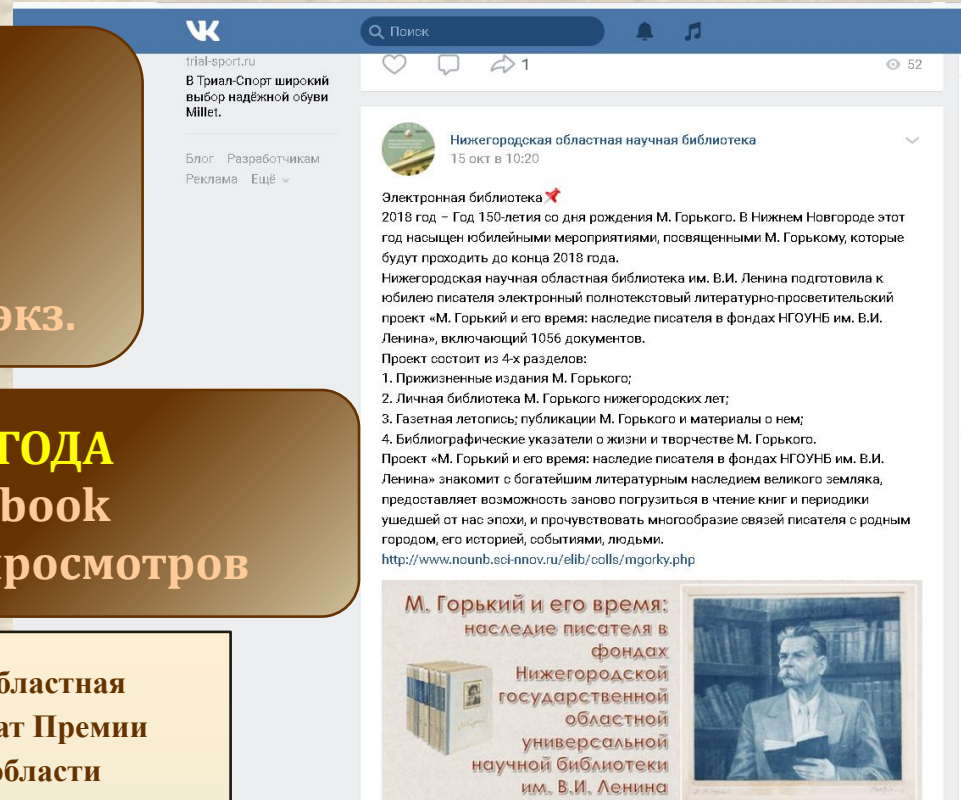 Поиск
trial-sport.ru
В Триал-Спорт широкий
выбор надёжной обуви
Millet.
Блог Разработчикам
Реклама Ещё
1
52
Нижегородская областная научная библиотека
15 окт в 10:20
Электронная библиотека
2018 год – Год 150-летия со дня рождения М. Горького. В Нижнем Новгороде этот
год насыщен юбилейными мероприятиями, посвященными М. Горькому, которые
будут проходить до конца 2018 года.
Нижегородская научная областная библиотека им. В.И. Ленина подготовила к
юбилею писателя электронный полнотекстовый литературно-просветительский
проект «М. Горький и его время: наследие писателя в фондах НГОУНБ им. В.И.
Ленина», включающий 1056 документов.
Проект состоит из 4-х разделов:
1. Прижизненные издания М. Горького;
2. Личная библиотека М. Горького нижегородских лет;
3. Газетная летопись; публикации М. Горького и материалы о нем;
4. Библиографические указатели о жизни и творчестве М. Горького.
Проект «М. Горький и его время: наследие писателя в фондах НГОУНБ им. В.И.
Ленина» знакомит с богатейшим литературным наследием великого земляка,
предоставляет возможность заново погрузиться в чтение книг и периодики
ушедшей от нас эпохи, и прочувствовать многообразие связей писателя с родным
городом, его историей, событиями, людьми.
http://www.nounb.sci-nnov.ru/elib/colls/mgorky.php
М. Горький и его время:
наследие писателя в
фондах
Нижегородской
государственной
областной
универсальной
научной библиотеки
им. В.И. Ленина
экз.
ГОДА
book
росмотров
бластная
ат Премии
области